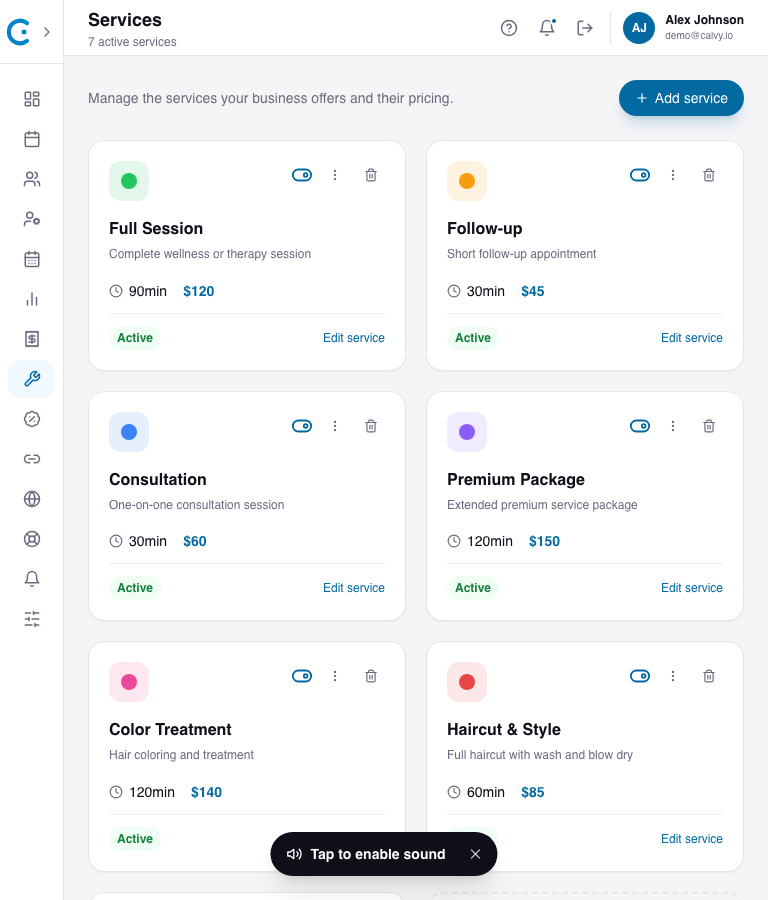 Services
7 active services
AJ
Alex Johnson
demo@calvy.io
Manage the services your business offers and their pricing.
+ Add service
Full Session
Complete wellness or therapy session
90min $120
Active Edit service
Follow-up
Short follow-up appointment
30min $45
Active Edit service
Consultation
One-on-one consultation session
30min $60
Active Edit service
Premium Package
Extended premium service package
120min $150
Active Edit service
Color Treatment
Hair coloring and treatment
120min $140
Active
Haircut & Style
Full haircut with wash and blow dry
60min $85
Edit service
Tap to enable sound